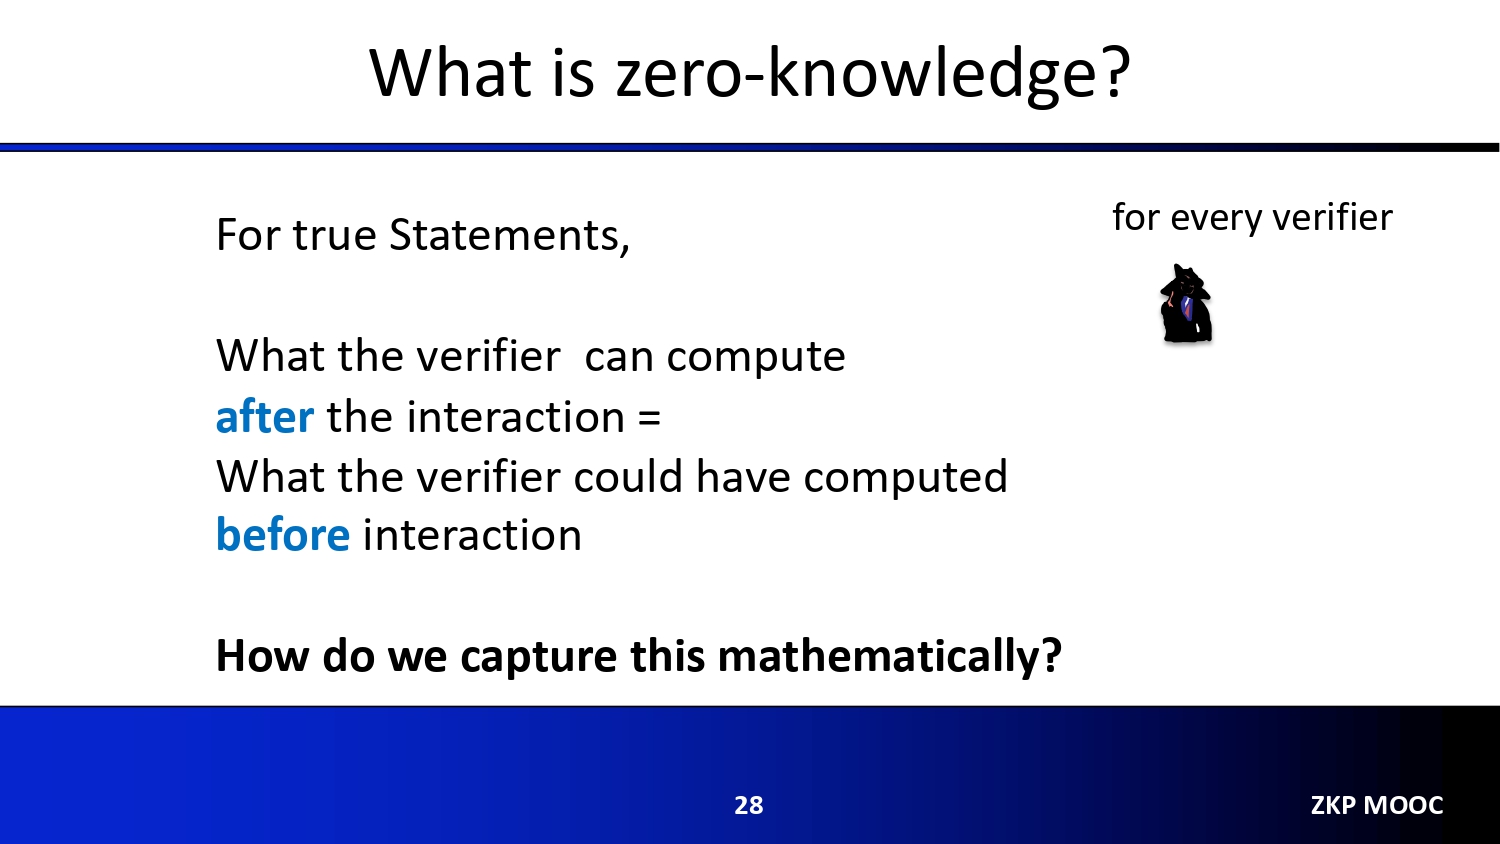 What is zero-knowledge?
for every verifier
For true Statements,
What the verifier  can compute
after the interaction =
What the verifier could have computed
before interaction
How do we capture this mathematically?
28
ZKP MOOC